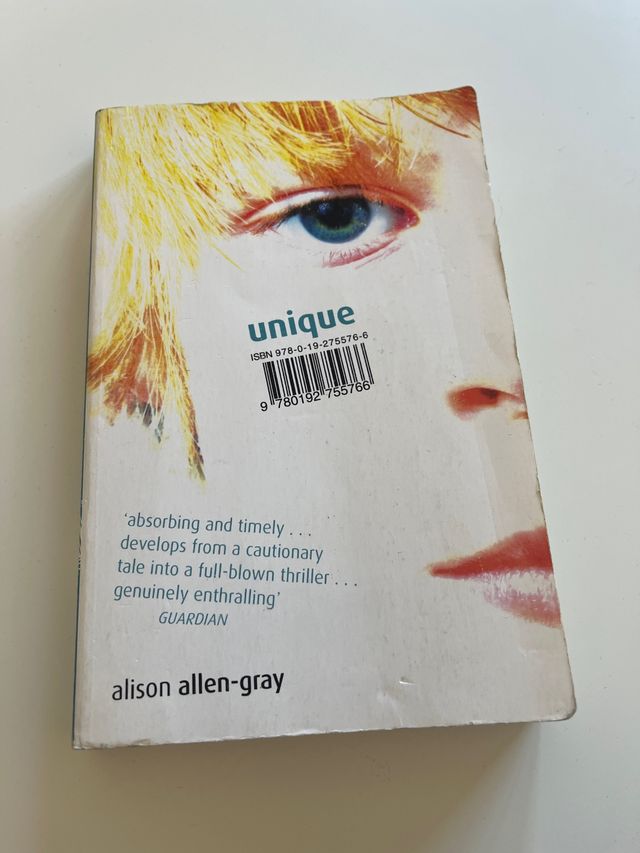 unique
ISBN 978-0-19-275576-6
9 780192 755766
‘absorbing and timely . . .
develops from a cautionary
tale into a full-blown thriller . . .
genuinely enthralling’
GUARDIAN
alison allen-gray